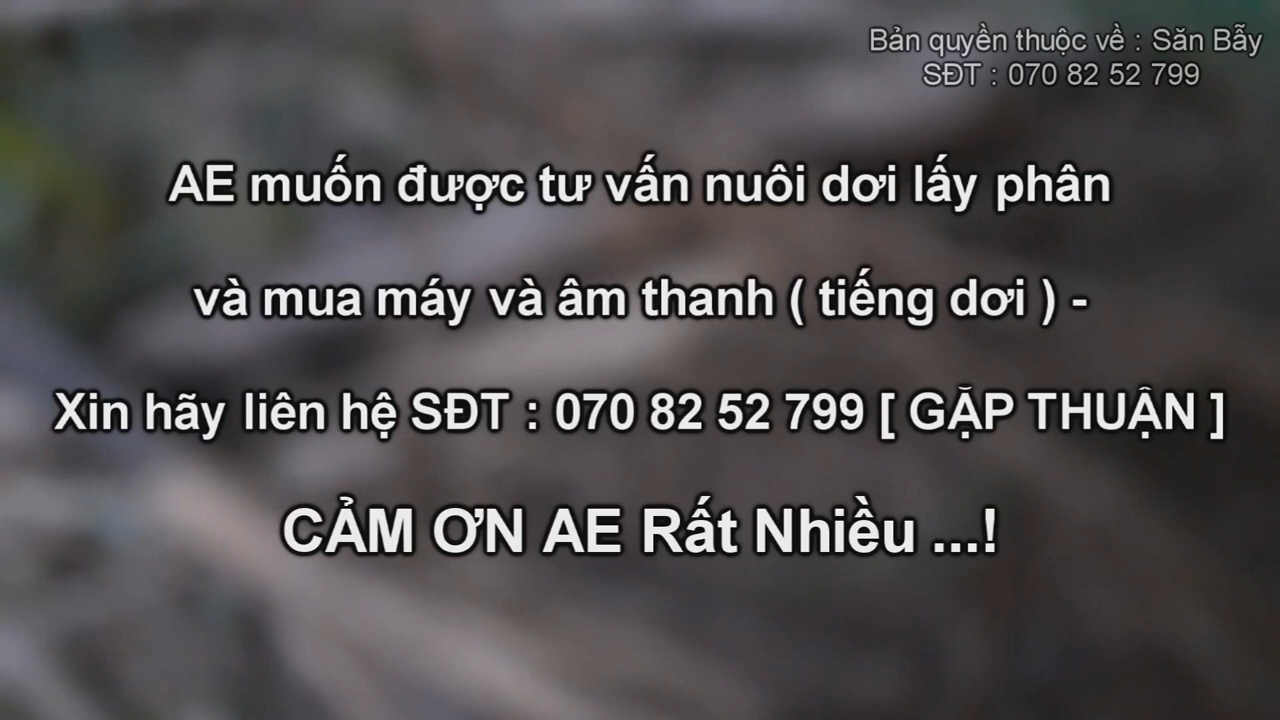 Bản quyền thuộc về : Săn Bẫy
SĐT : 070 82 52 799
AE muốn được tư vấn nuôi dơi lấy phân
và mua máy và âm thanh ( tiếng dơi ) -
Xin hãy liên hệ SĐT : 070 82 52 799 [ GẶP THUẬN ]
CẢM ƠN AE Rất Nhiều ...!